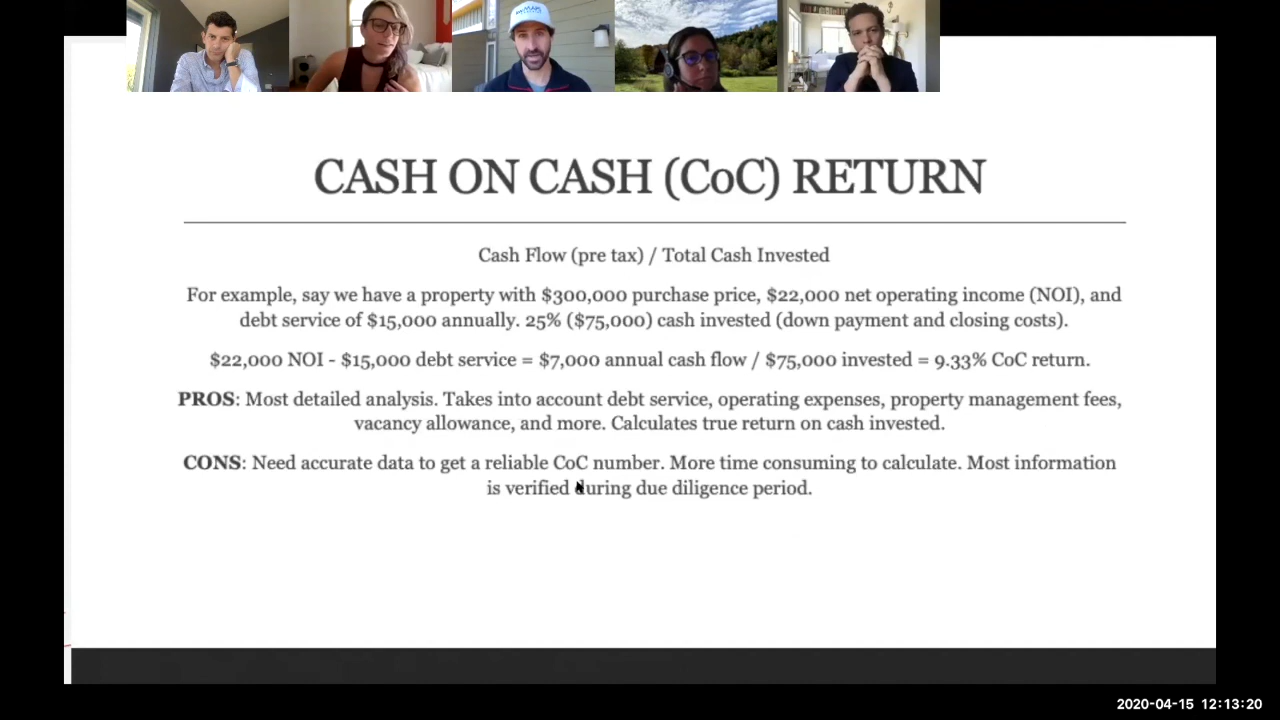 CASH ON CASH (CoC) RETURN
Cash Flow (pre tax) / Total Cash Invested
For example, say we have a property with $300,000 purchase price, $22,000 net operating income (NOI), and
debt service of $15,000 annually. 25% ($75,000) cash invested (down payment and closing costs).
$22,000 NOI - $15,000 debt service = $7,000 annual cash flow / $75,000 invested = 9.33% CoC return.
PROS: Most detailed analysis. Takes into account debt service, operating expenses, property management fees,
vacancy allowance, and more. Calculates true return on cash invested.
CONS: Need accurate data to get a reliable CoC number. More time consuming to calculate. Most information
is verified during due diligence period.
2020-04-15 12:13:20